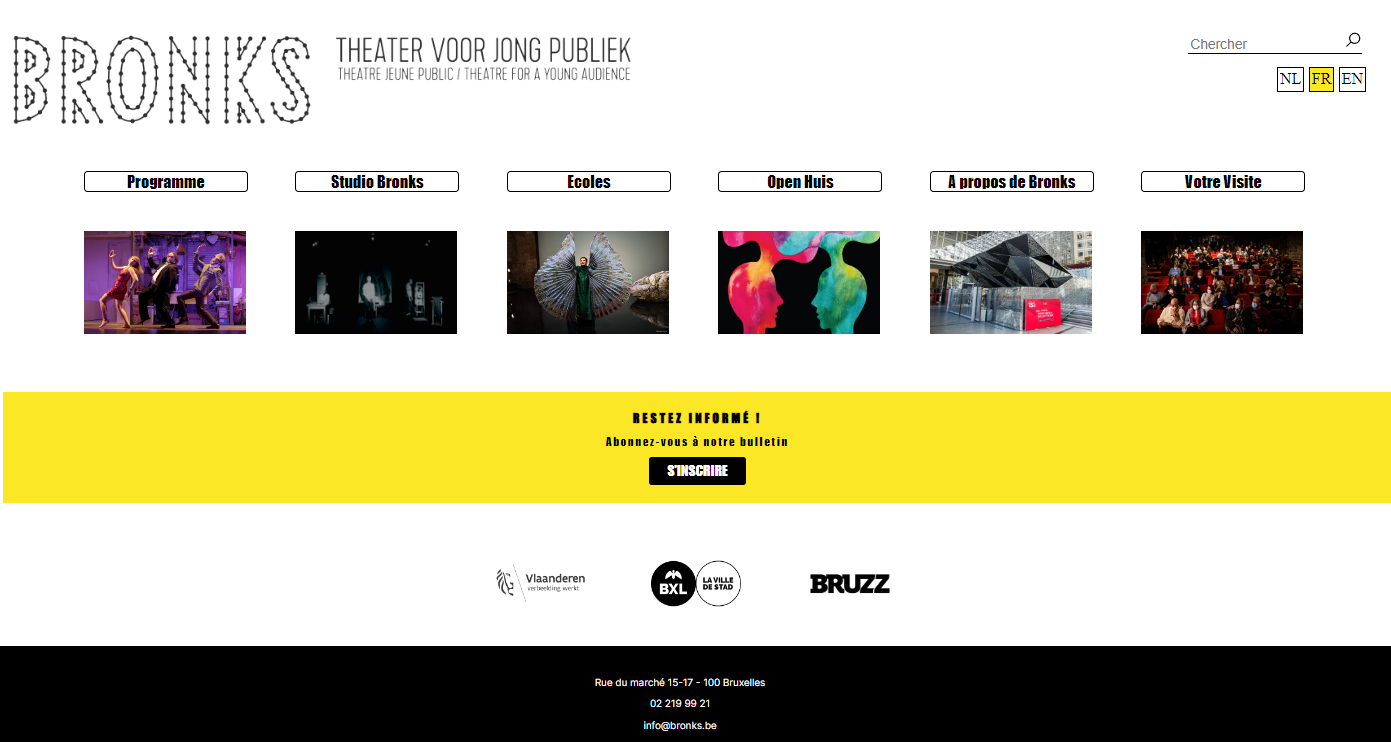 BRONKS
THEATER VOOR JONG PUBLIEK
THEATRE JEUNE PUBLIC / THEATRE FOR A YOUNG AUDIENCE
Chercher
NL FR EN
Programme Studio Bronks Ecoles Open Huis A propos de Bronks Votre Visite
RESTEZ INFORMÉ !
Abonnez-vous à notre bulletin
S'INSCRIRE
Vlaanderen
verbeelding werkt
BXL
LA VILLE
DE STAD
BRUZZ
Rue du marché 15-17 - 100 Bruxelles
02 219 99 21
info@bronks.be